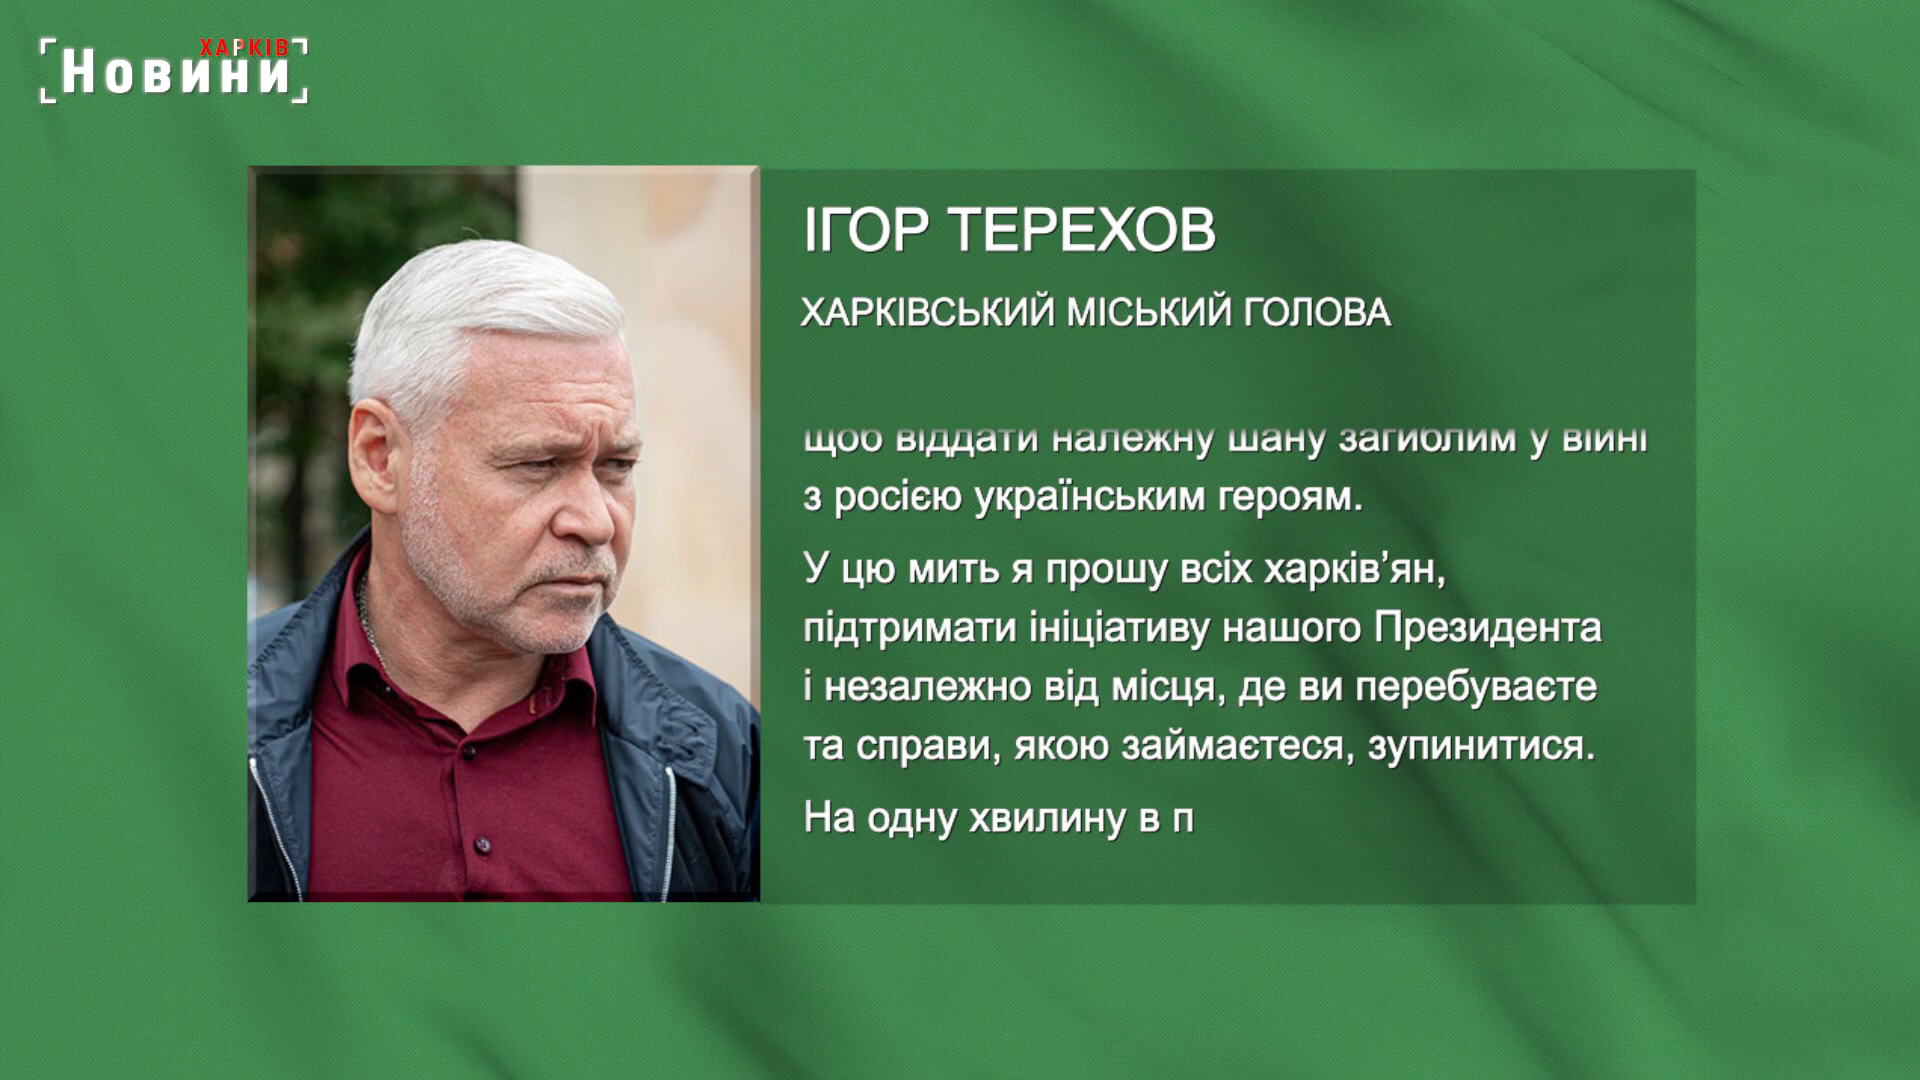 ХАРКІВ
Новини
ІГОР ТЕРЕХОВ
ХАРКІВСЬКИЙ МІСЬКИЙ ГОЛОВА
щоб віддати належну шану загиблим у війні
з росією українським героям.
У цю мить я прошу всіх харків’ян,
підтримати ініціативу нашого Президента
і незалежно від місця, де ви перебуваєте
та справи, якою займаєтеся, зупинитися.
На одну хвилину в п